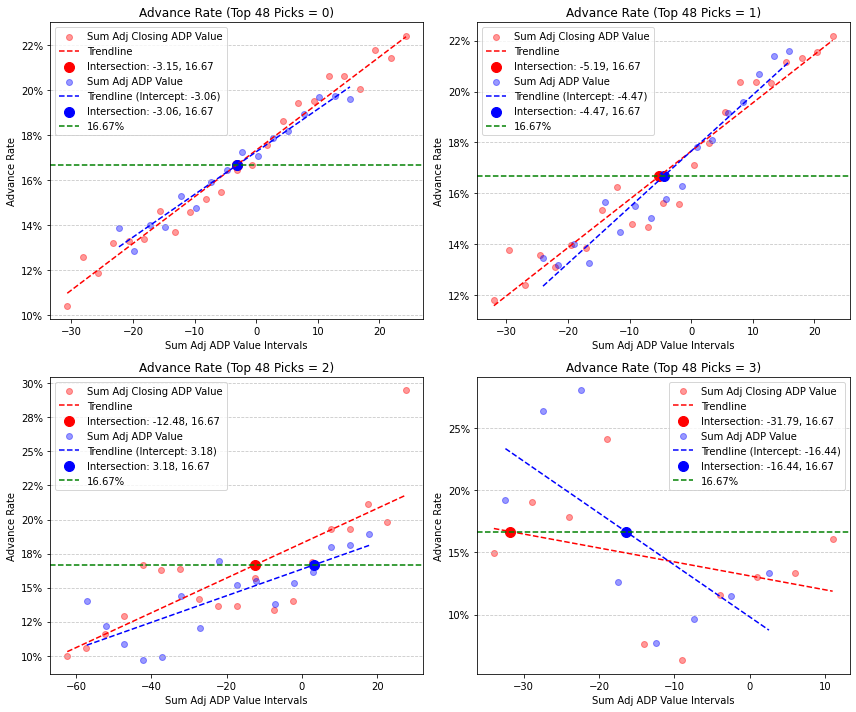 Advance Rate (Top 48 Picks = 0)
Advance Rate
22%
20%
18%
16%
14%
12%
10%
Sum Adj Closing ADP Value
Trendline
Intersection: -3.15, 16.67
Sum Adj ADP Value
Trendline (Intercept: -3.06)
Intersection: -3.06, 16.67
16.67%
−30 −20 −10 0 10 20
Sum Adj ADP Value Intervals
Advance Rate (Top 48 Picks = 1)
Advance Rate
22%
20%
18%
16%
14%
12%
Sum Adj Closing ADP Value
Trendline
Intersection: -5.19, 16.67
Sum Adj ADP Value
Trendline (Intercept: -4.47)
Intersection: -4.47, 16.67
16.67%
−30 −20 −10 0 10 20
Sum Adj ADP Value Intervals
Advance Rate (Top 48 Picks = 2)
Advance Rate
30%
28%
25%
22%
20%
18%
15%
12%
10%
Sum Adj Closing ADP Value
Trendline
Intersection: -12.48, 16.67
Sum Adj ADP Value
Trendline (Intercept: 3.18)
Intersection: 3.18, 16.67
16.67%
−60 −40 −20 0 20
Sum Adj ADP Value Intervals
Advance Rate (Top 48 Picks = 3)
Advance Rate
25%
20%
15%
10%
Sum Adj Closing ADP Value
Trendline
Intersection: -31.79, 16.67
Sum Adj ADP Value
Trendline (Intercept: -16.44)
Intersection: -16.44, 16.67
16.67%
−30 −20 −10 0 10
Sum Adj ADP Value Intervals